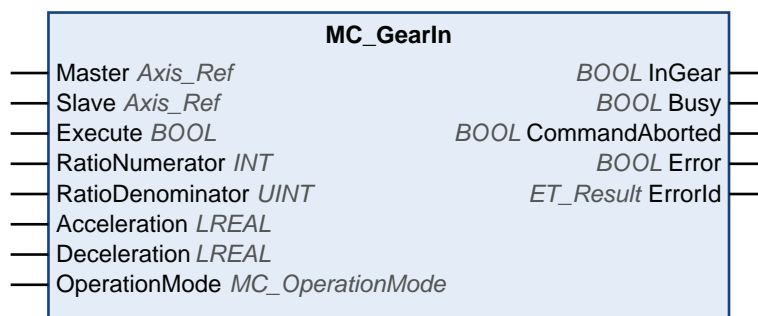 MC_GearIn
Master Axis_Ref BOOL InGear
Slave Axis_Ref BOOL Busy
Execute BOOL BOOL CommandAborted
RatioNumerator INT BOOL Error
RatioDenominator UINT ET_Result ErrorId
Acceleration LREAL
Deceleration LREAL
OperationMode MC_OperationMode